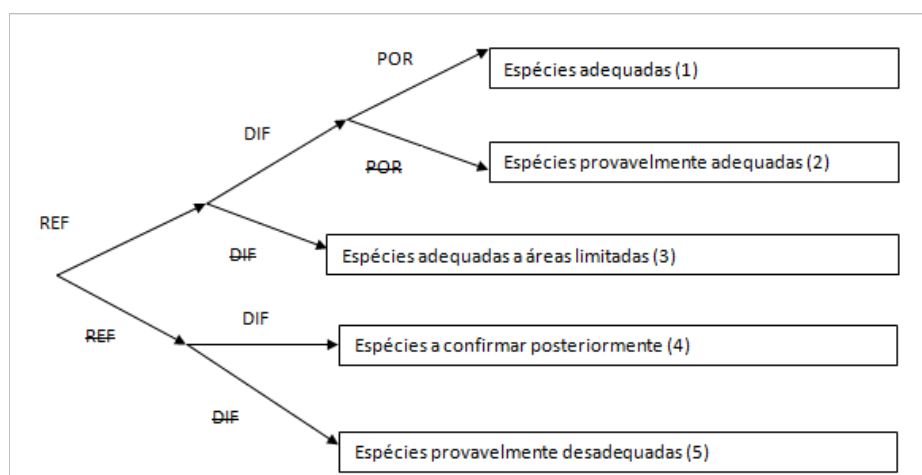 POR
Espécies adequadas (1)
DIF
POR
Espécies provavelmente adequadas (2)
REF
DIF
Espécies adequadas a áreas limitadas (3)
REF
DIF
Espécies a confirmar posteriormente (4)
DIF
Espécies provavelmente desadequadas (5)